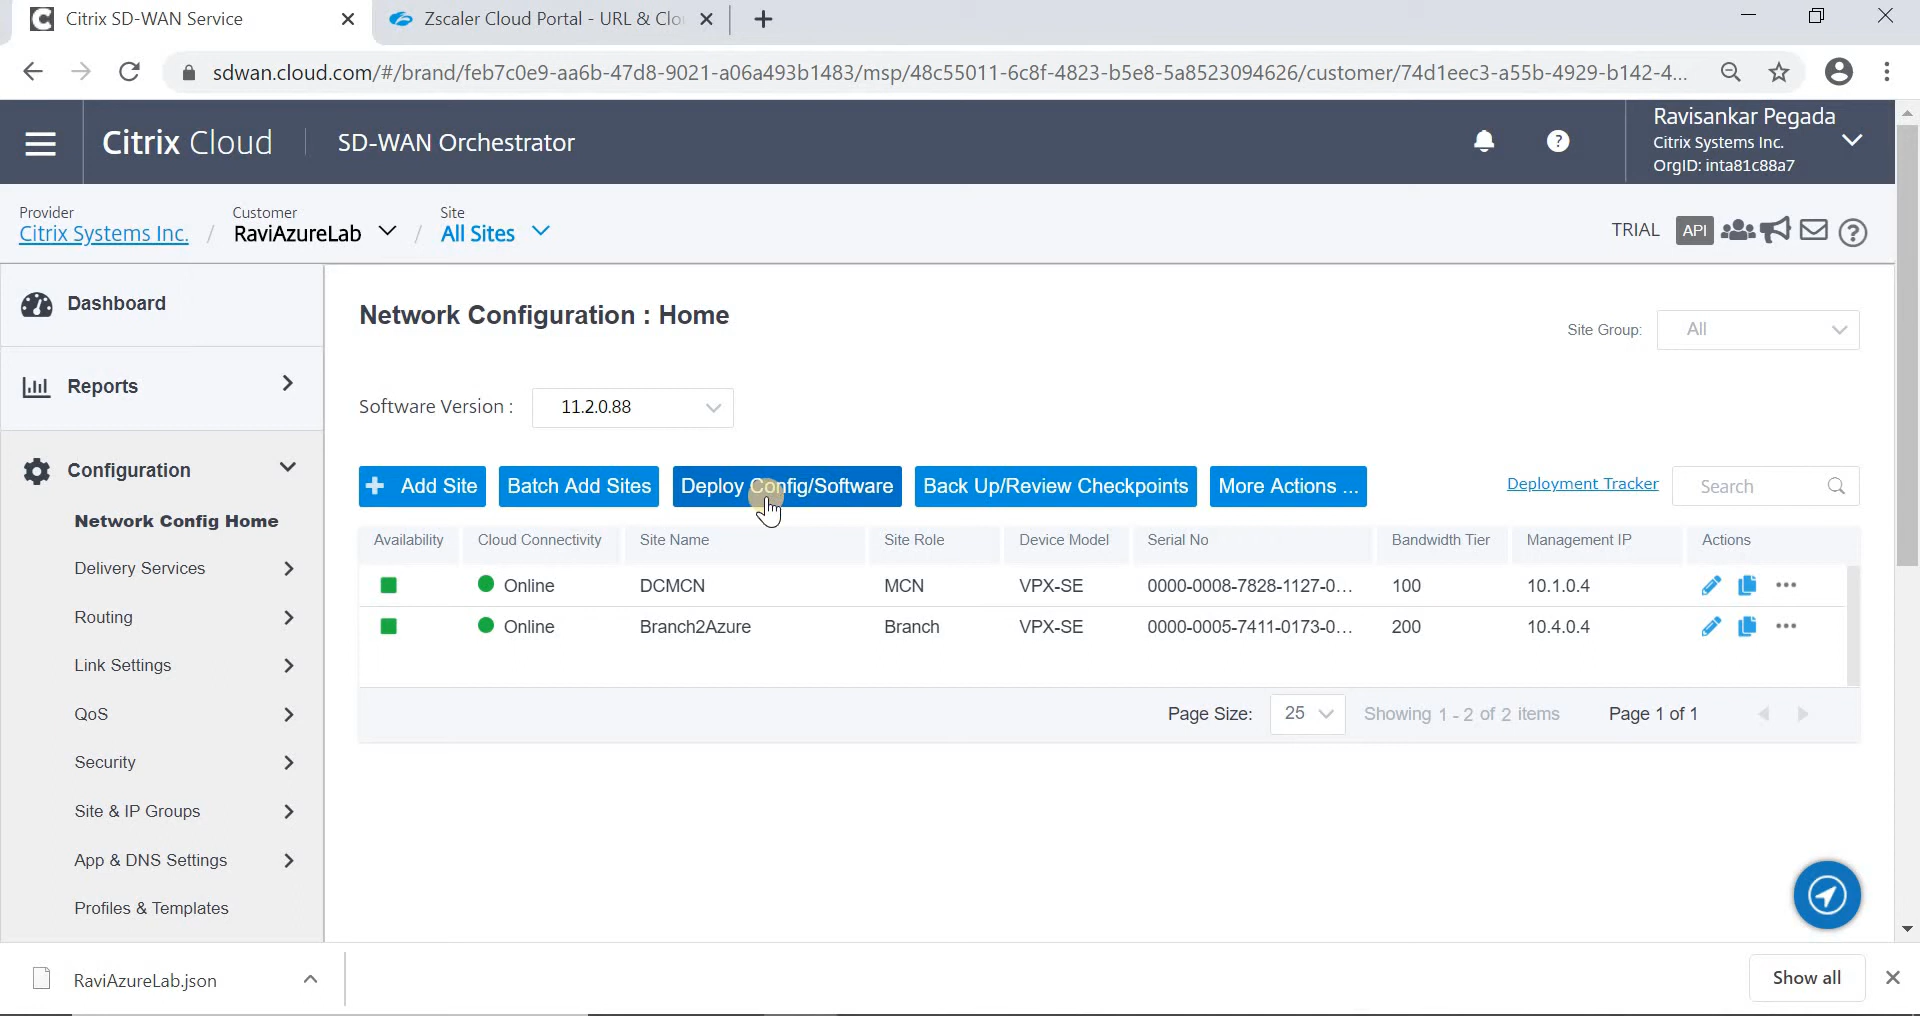 Citrix SD-WAN Service
Zscaler Cloud Portal - URL & Clo
sdwan.cloud.com/#/brand/feb7c0e9-aa6b-47d8-9021-a06a493b1483/msp/48c55011-6c8f-4823-b5e8-5a8523094626/customer/74d1eec3-a55b-4929-b142-4...
Citrix Cloud
SD-WAN Orchestrator
?
Ravisankar Pegada
Citrix Systems Inc.
OrgID: inta81c88a7
Provider
Citrix Systems Inc.
/
Customer
RaviAzureLab
/
Site
All Sites
TRIAL
API
?
Dashboard
Reports
Configuration
Network Config Home
Delivery Services
Routing
Link Settings
QoS
Security
Site & IP Groups
App & DNS Settings
Profiles & Templates
Network Configuration : Home
Site Group:
All
Software Version :
11.2.0.88
+ Add Site
Batch Add Sites
Deploy Config/Software
Back Up/Review Checkpoints
More Actions ...
Deployment Tracker
Search
Availability Cloud Connectivity Site Name Site Role Device Model Serial No Bandwidth Tier Management IP Actions
Online DCMCN MCN VPX-SE 0000-0008-7828-1127-0... 100 10.1.0.4
Online Branch2Azure Branch VPX-SE 0000-0005-7411-0173-0... 200 10.4.0.4
Page Size: 25 Showing 1 - 2 of 2 items Page 1 of 1
RaviAzureLab.json
Show all